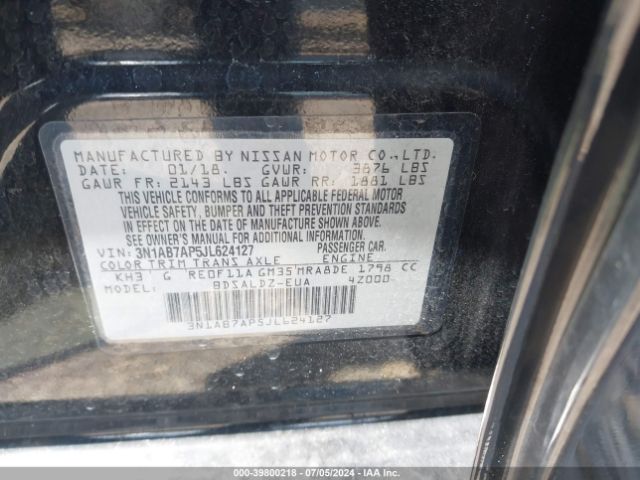 MANUFACTURED BY NISSAN MOTOR CO.,LTD.
DATE: 01/18. GVWR: 3876 LBS
GAWR FR: 2143 LBS GAWR RR: 1881 LBS
THIS VEHICLE CONFORMS TO ALL APPLICABLE FEDERAL MOTOR
VEHICLE SAFETY, BUMPER AND THEFT PREVENTION STANDARDS
IN EFFECT ON THE DATE OF MANUFACTURE SHOWN ABOVE.
SEE OWNER'S MANUAL FOR ADDITIONAL INFORMATION
VIN: 3N1AB7AP5JL624127 PASSENGER CAR.
COLOR TRIM TRANS AXLE ENGINE
KH3 G RE0F11A GM35 MRA8DE 1798 CC
MODEL: BDSALDZ-EUA 4Z000
3N1AB7AP5JL624127
000-39800218 - 07/05/2024 - IAAI.COM